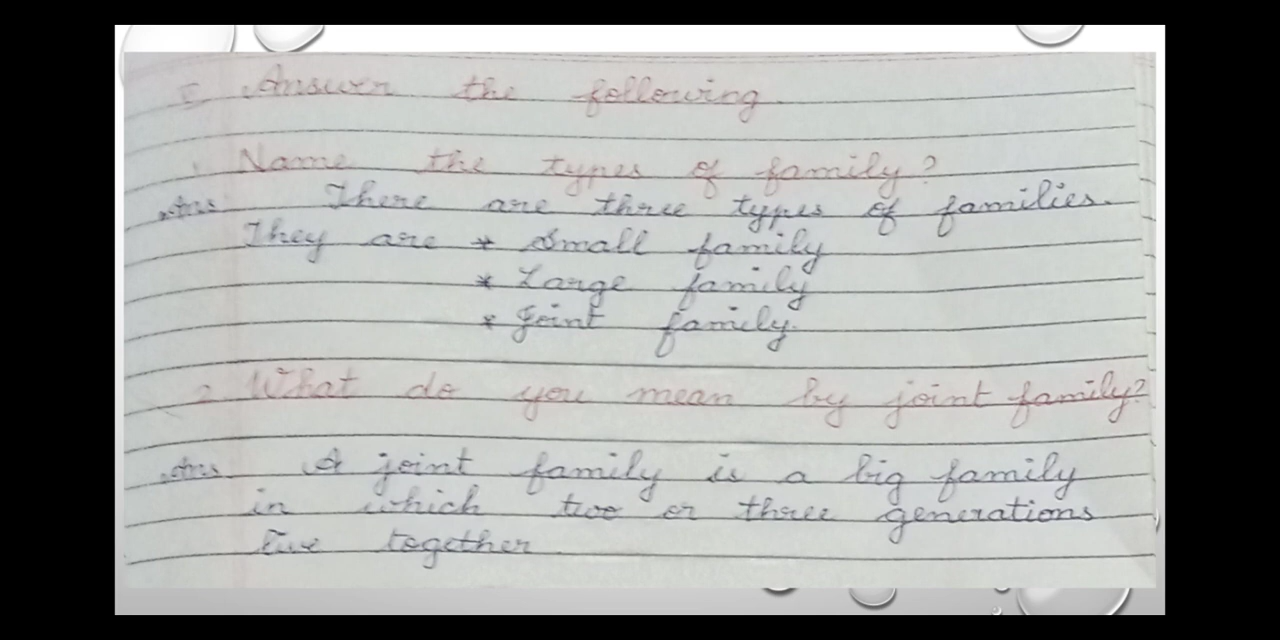 I Answer the following.
1. Name the types of family?
Ans There are three types of families.
They are * Small family
* Large family
* Joint family.
2 What do you mean by joint family?
Ans A joint family is a big family
in which two or three generations
live together.